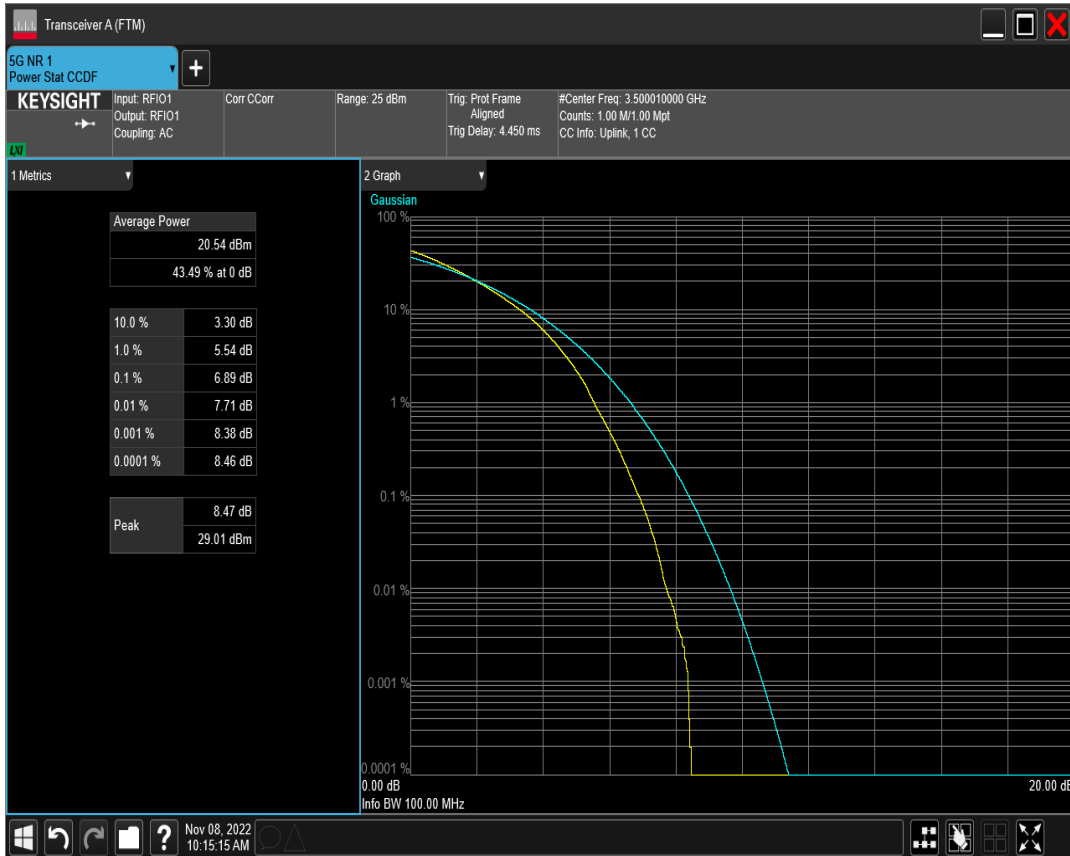 Transceiver A (FTM)
5G NR 1
Power Stat CCDF
KEYSIGHT
LXI
Input: RFIO1
Output: RFIO1
Coupling: AC
Corr CCorr
Range: 25 dBm
Trig: Prot Frame
Aligned
Trig Delay: 4.450 ms
#Center Freq: 3.500010000 GHz
Counts: 1.00 M/1.00 Mpt
CC Info: Uplink, 1 CC
1 Metrics
Average Power
20.54 dBm
43.49 % at 0 dB
10.0 % 3.30 dB
1.0 % 5.54 dB
0.1 % 6.89 dB
0.01 % 7.71 dB
0.001 % 8.38 dB
0.0001 % 8.46 dB
Peak 8.47 dB
29.01 dBm
2 Graph
Gaussian
100 %
10 %
1 %
0.1 %
0.01 %
0.001 %
0.0001 %
0.00 dB 20.00 dB
Info BW 100.00 MHz
Nov 08, 2022
10:15:15 AM